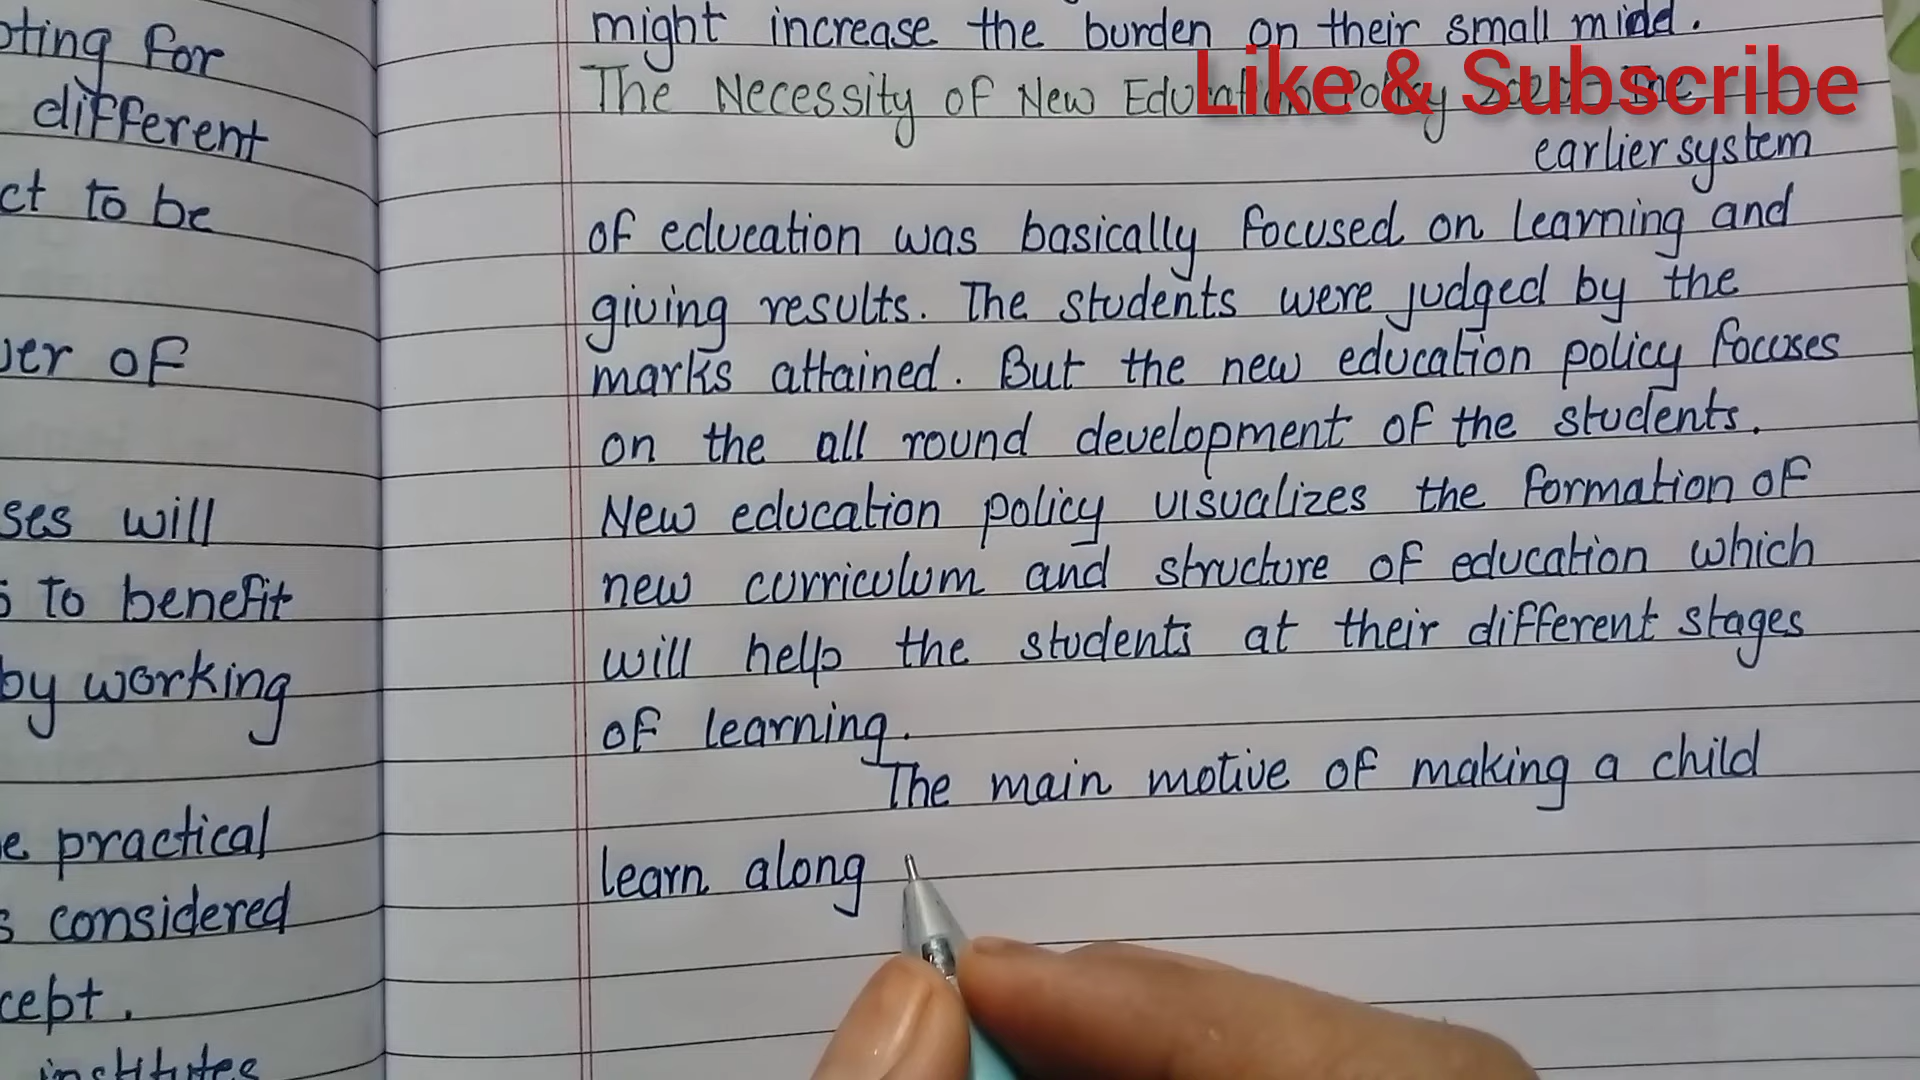 oting for
different
ct to be
ver of
ses will
to benefit
by working
e practical
s considered
cept.
institutes
might increase the burden on their small mind.
The Necessity of New Education Policy The
Like & Subscribe
earlier system
of education was basically focused on learning and
giving results. The students were judged by the
marks attained. But the new education policy focuses
on the all round development of the students.
New education policy visualizes the formation of
new curriculum and structure of education which
will help the students at their different stages
of learning.
The main motive of making a child
learn along